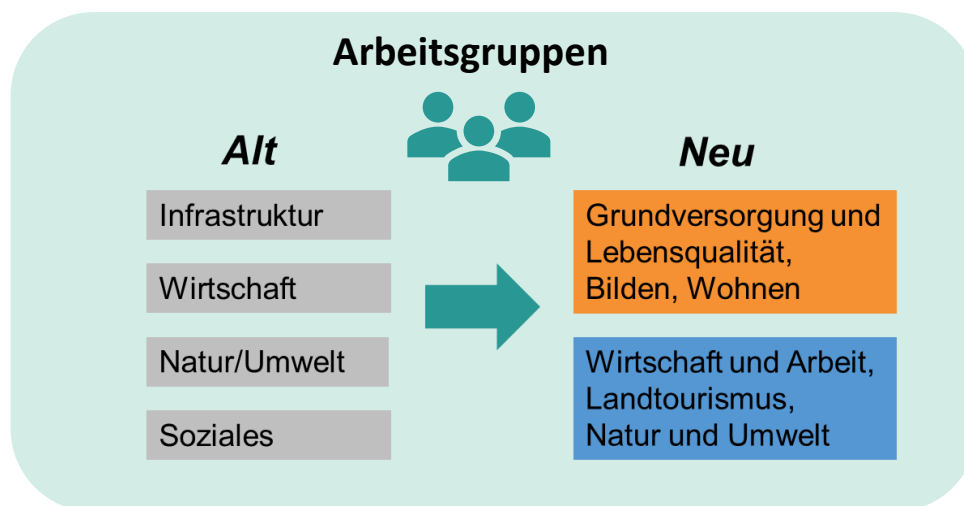 Arbeitsgruppen
Alt
Infrastruktur
Wirtschaft
Natur/Umwelt
Soziales
Neu
Grundversorgung und
Lebensqualität,
Bilden, Wohnen
Wirtschaft und Arbeit,
Landtourismus,
Natur und Umwelt